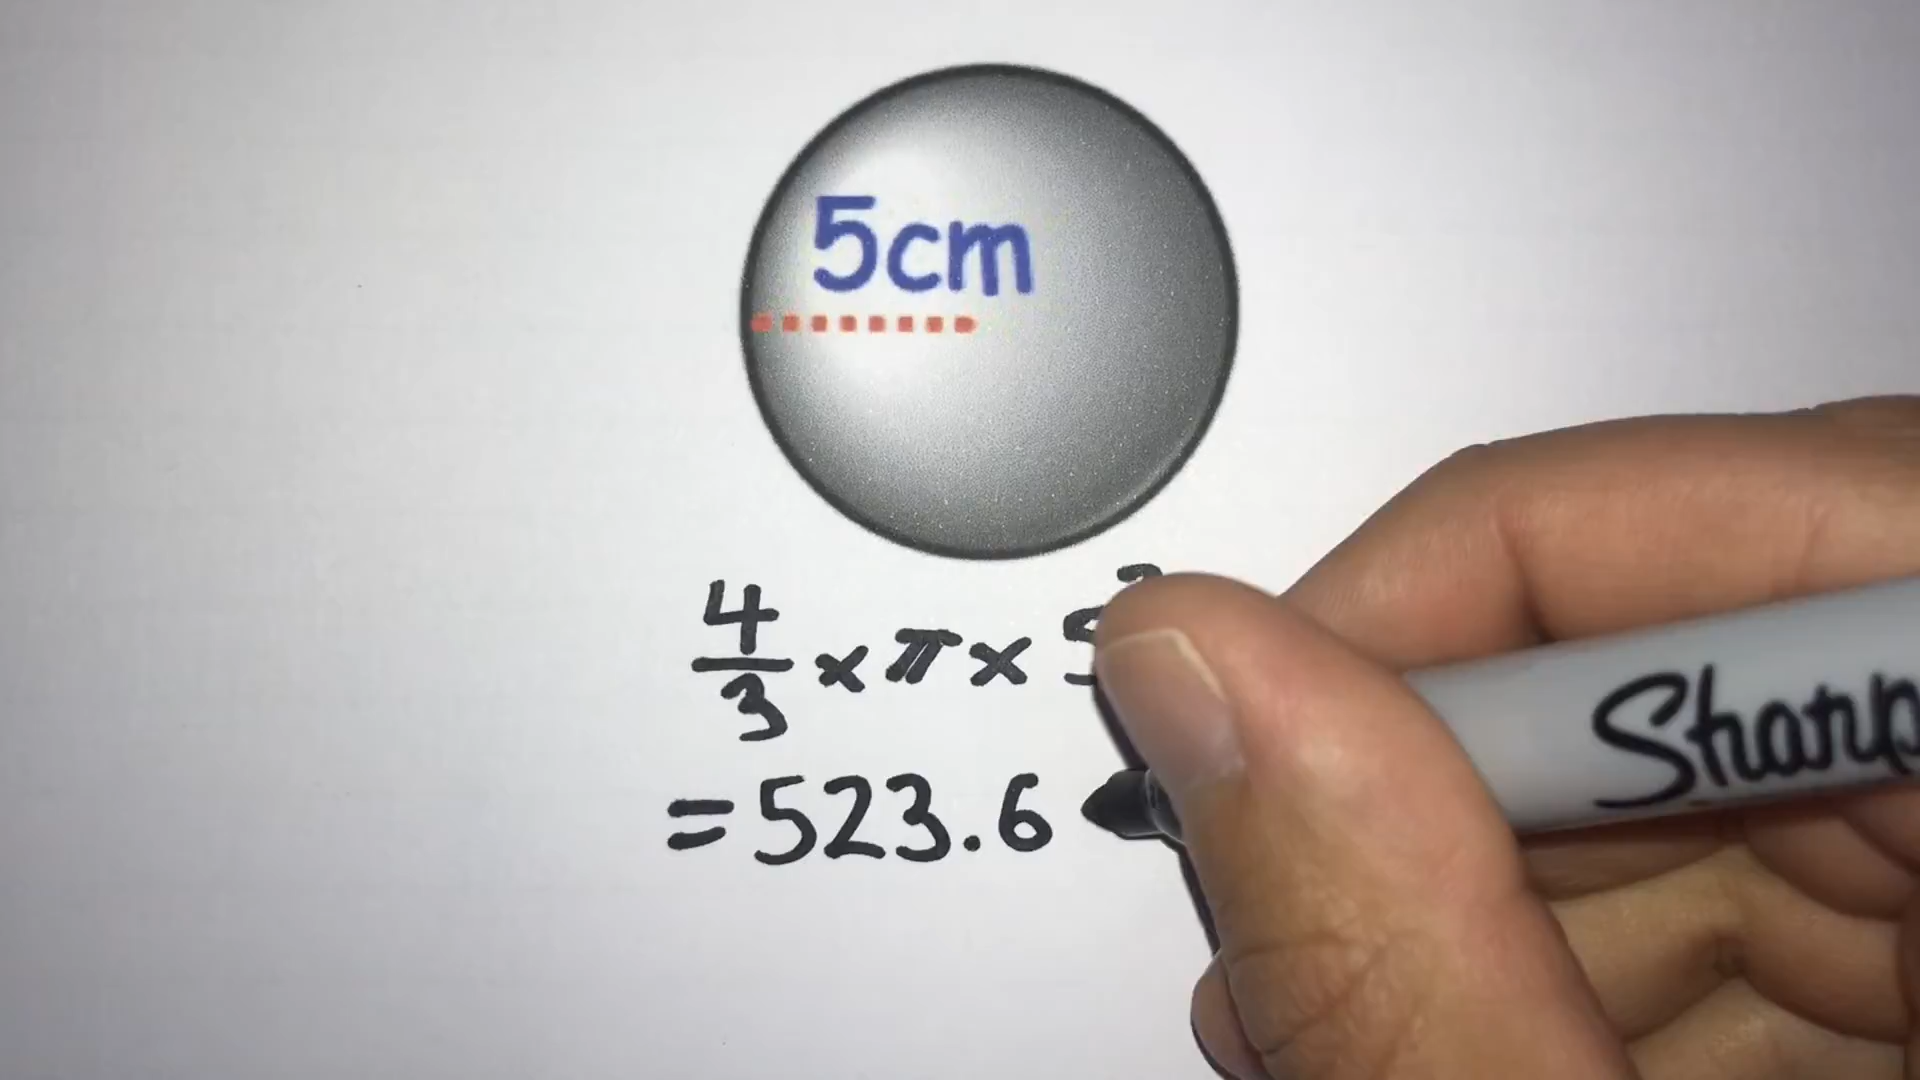 5cm
4/3 × π × 5
= 523.6
Sharp